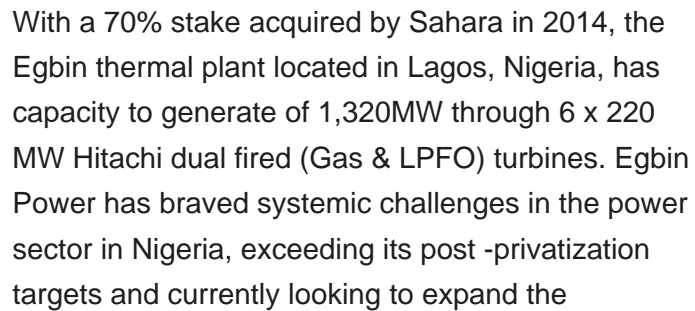 With a 70% stake acquired by Sahara in 2014, the
Egbin thermal plant located in Lagos, Nigeria, has
capacity to generate of 1,320MW through 6 x 220
MW Hitachi dual fired (Gas & LPFO) turbines. Egbin
Power has braved systemic challenges in the power
sector in Nigeria, exceeding its post -privatization
targets and currently looking to expand the